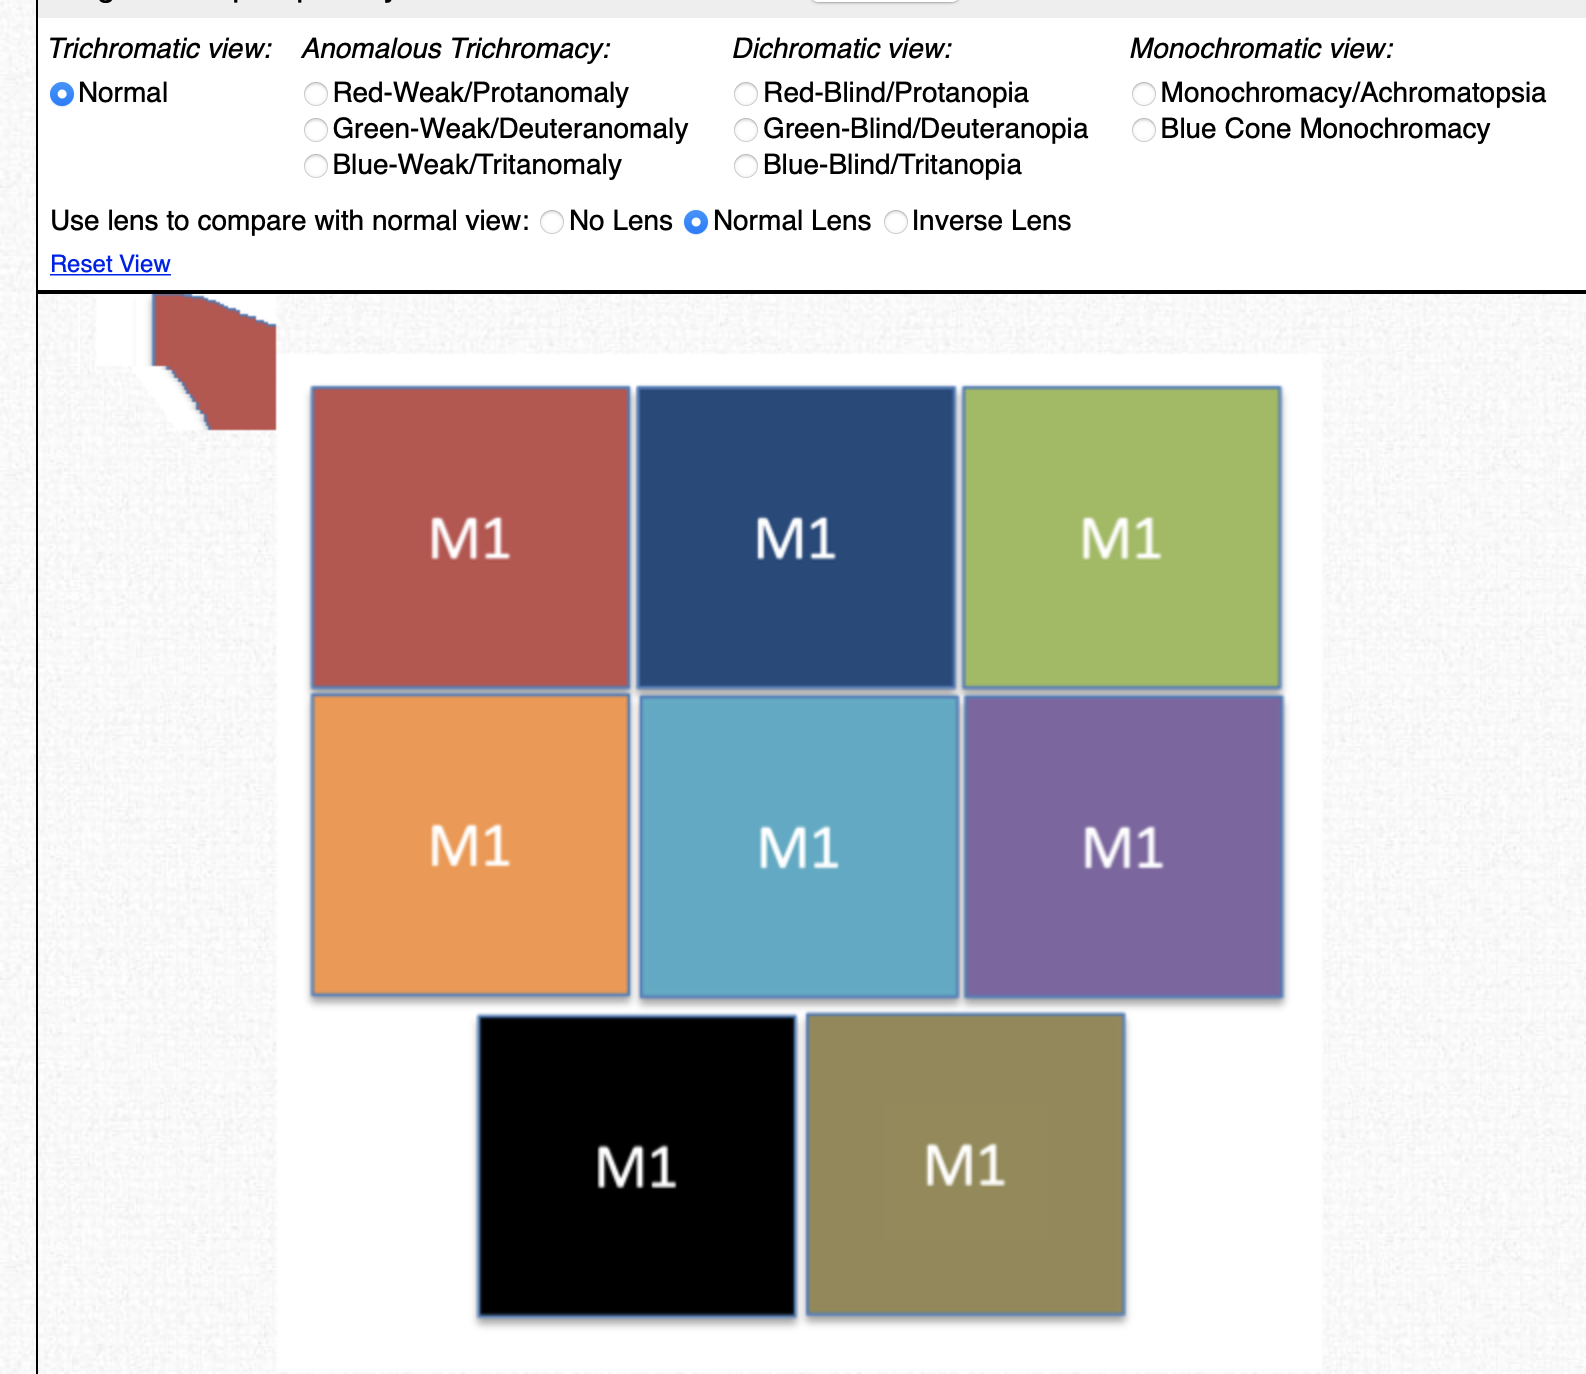 Trichromatic view: Anomalous Trichromacy: Dichromatic view: Monochromatic view:
Normal Red-Weak/Protanomaly Red-Blind/Protanopia Monochromacy/Achromatopsia
Green-Weak/Deuteranomaly Green-Blind/Deuteranopia Blue Cone Monochromacy
Blue-Weak/Tritanomaly Blue-Blind/Tritanopia
Use lens to compare with normal view: No Lens Normal Lens Inverse Lens
Reset View
M1 M1 M1
M1 M1 M1
M1 M1